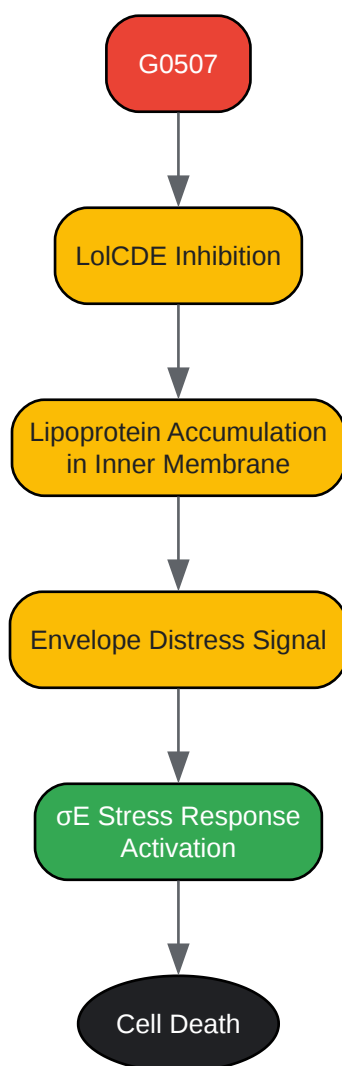 G0507
LolCDE Inhibition
Lipoprotein Accumulation
in Inner Membrane
Envelope Distress Signal
σE Stress Response
Activation
Cell Death